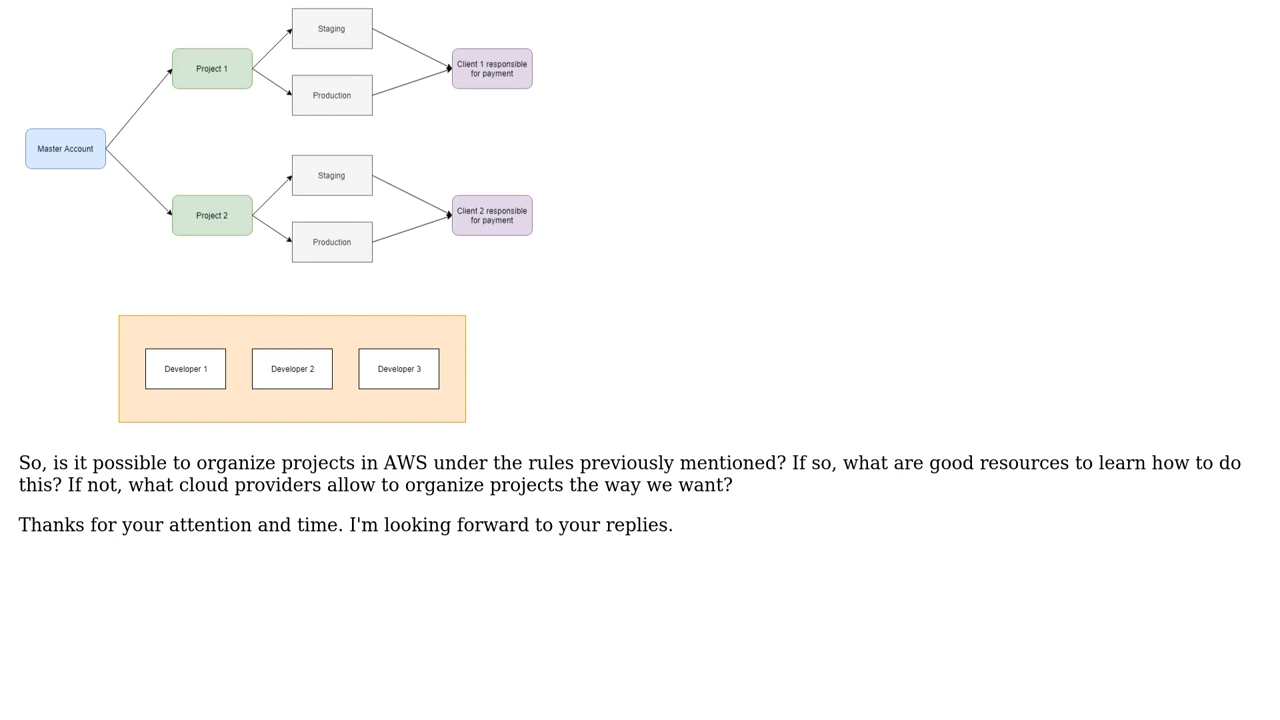 Staging
Project 1
Client 1 responsible
for payment
Production
Master Account
Staging
Project 2
Client 2 responsible
for payment
Production
Developer 1
Developer 2
Developer 3
So, is it possible to organize projects in AWS under the rules previously mentioned? If so, what are good resources to learn how to do
this? If not, what cloud providers allow to organize projects the way we want?
Thanks for your attention and time. I'm looking forward to your replies.